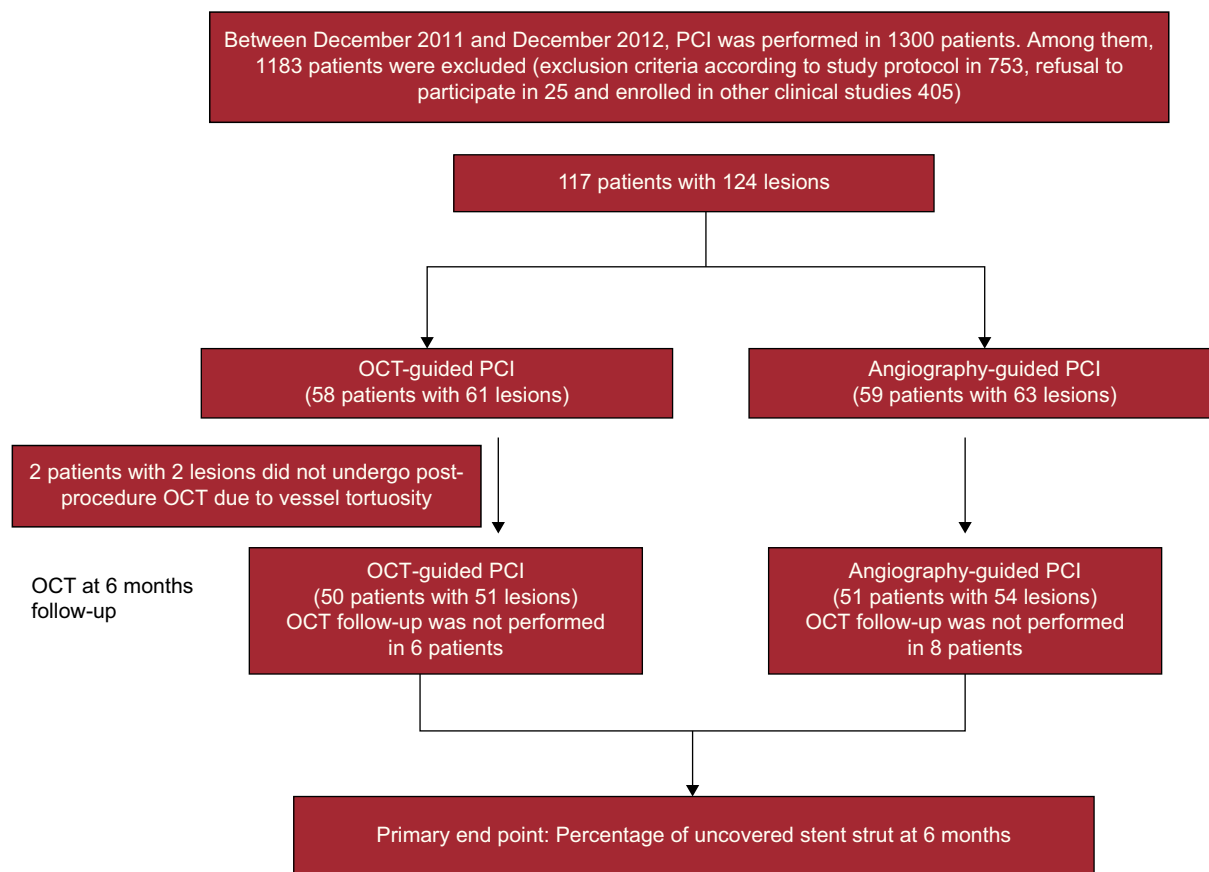 Between December 2011 and December 2012, PCI was performed in 1300 patients. Among them,
1183 patients were excluded (exclusion criteria according to study protocol in 753, refusal to
participate in 25 and enrolled in other clinical studies 405)
117 patients with 124 lesions
OCT-guided PCI
(58 patients with 61 lesions)
Angiography-guided PCI
(59 patients with 63 lesions)
2 patients with 2 lesions did not undergo post-
procedure OCT due to vessel tortuosity
OCT at 6 months
follow-up
OCT-guided PCI
(50 patients with 51 lesions)
OCT follow-up was not performed
in 6 patients
Angiography-guided PCI
(51 patients with 54 lesions)
OCT follow-up was not performed
in 8 patients
Primary end point: Percentage of uncovered stent strut at 6 months